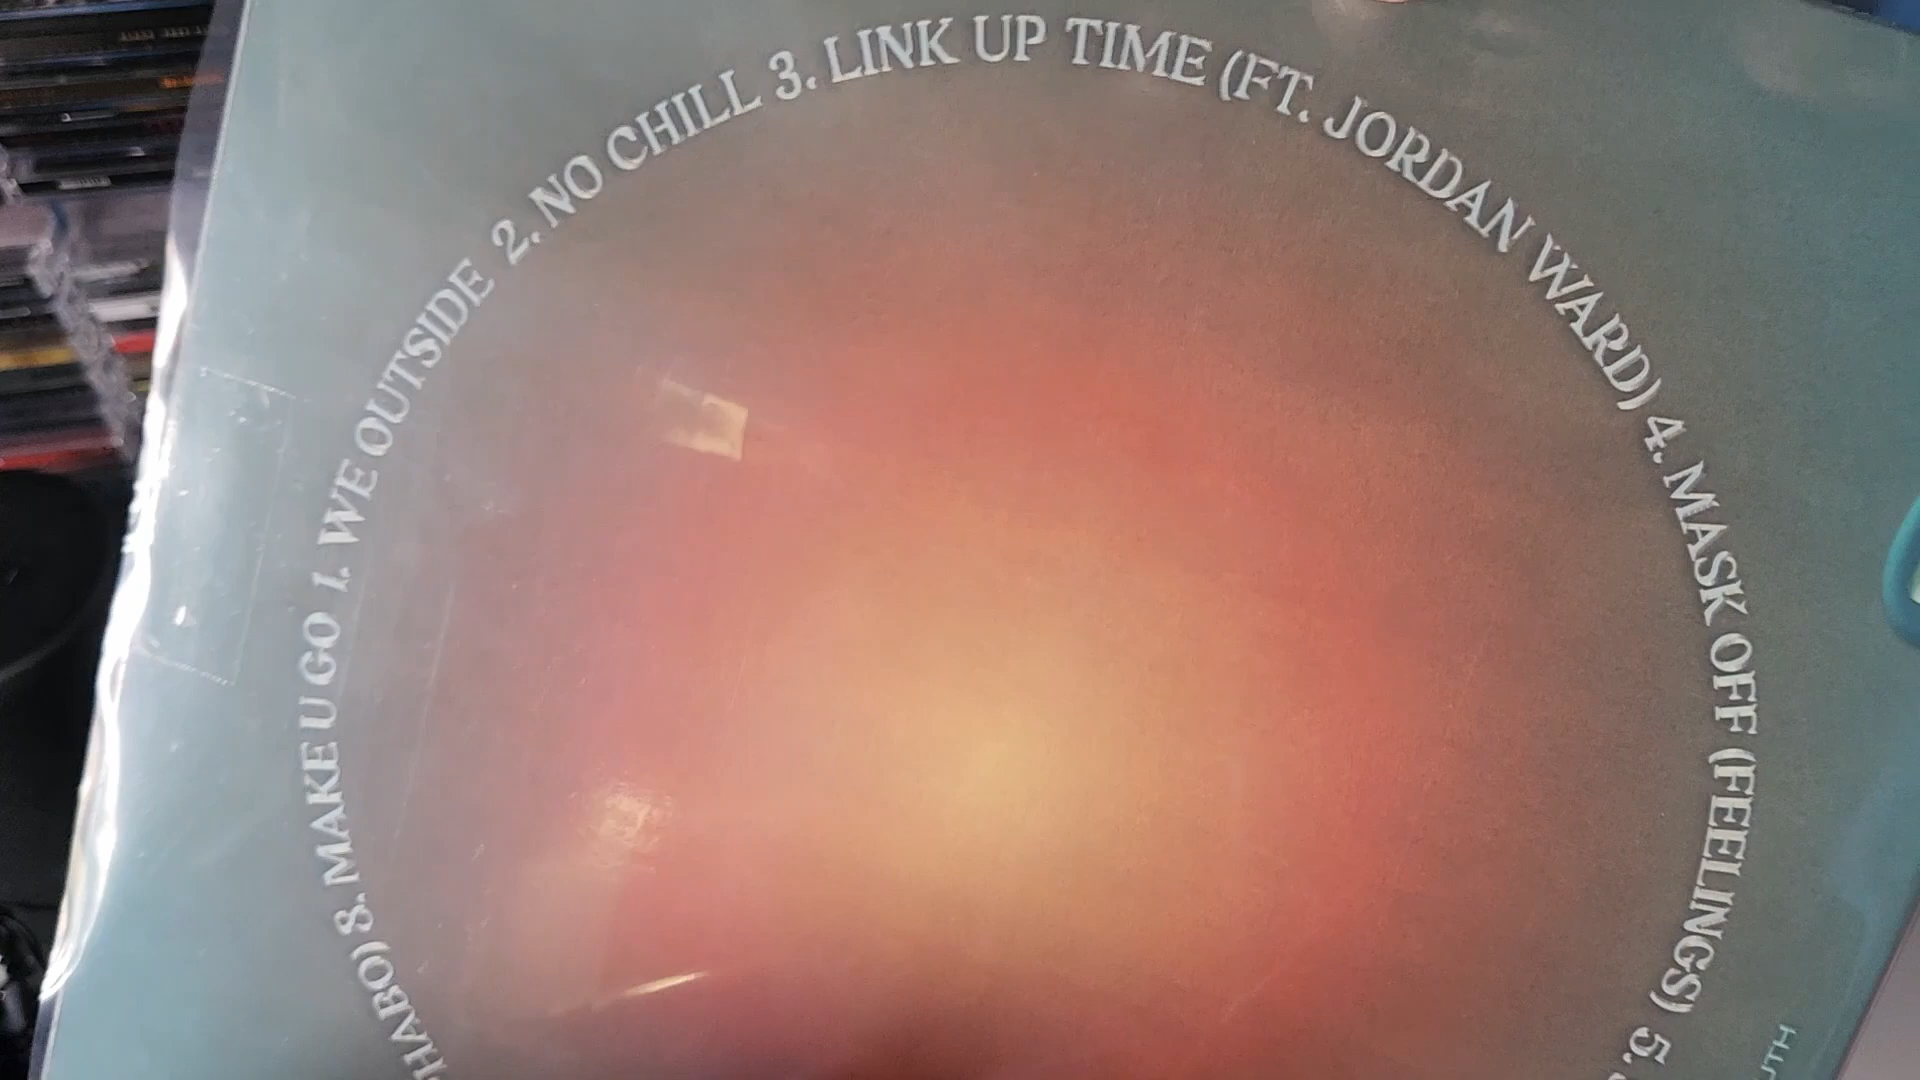 1. WE OUTSIDE 2. NO CHILL 3. LINK UP TIME (FT. JORDAN WARD) 4. MASK OFF (FEELINGS) 5.
HABO) 8. MAKE U GO
UTH